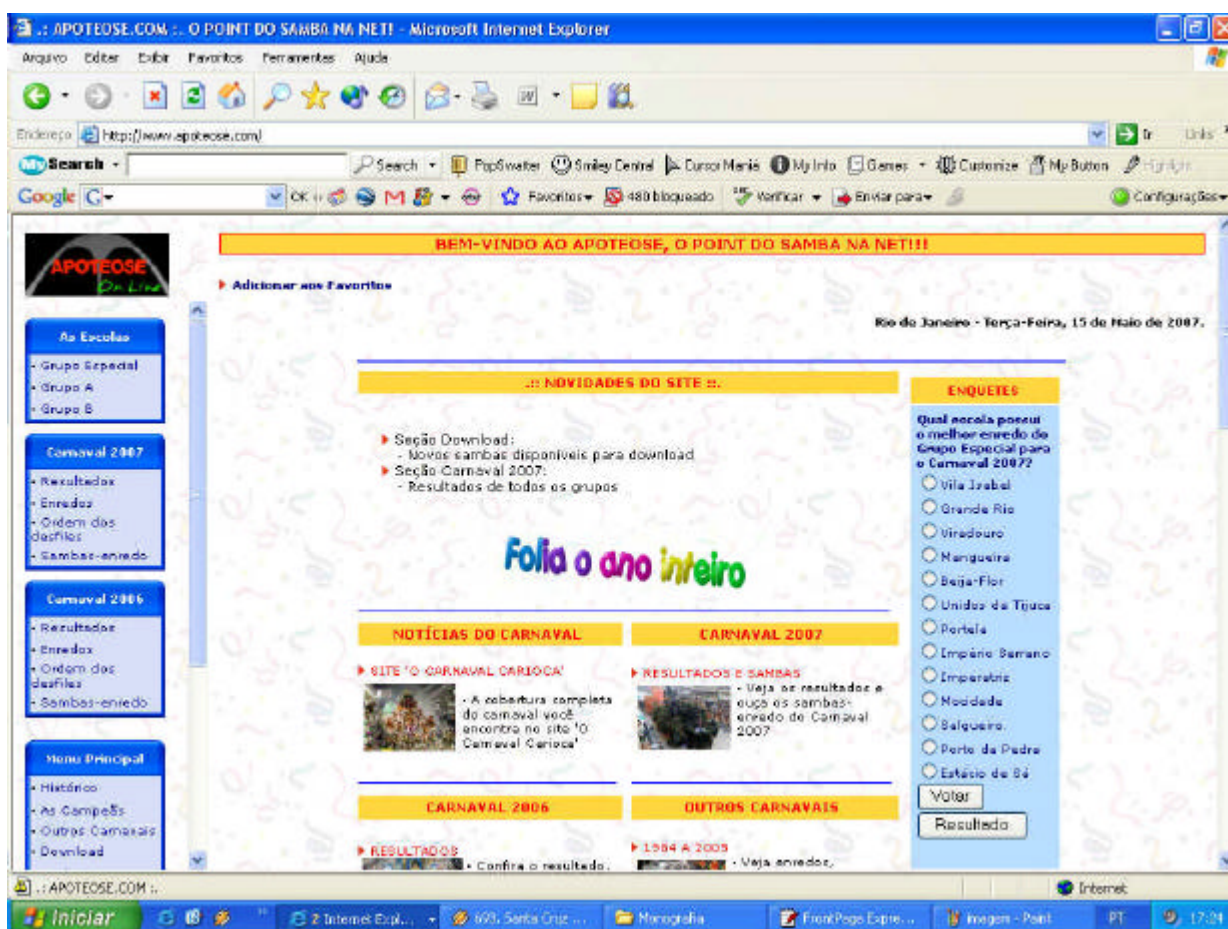 .: APOTEOSE.COM :. O POINT DO SAMBA NA NET! - Microsoft Internet Explorer
Arquivo Editar Exibir Favoritos Ferramentas Ajuda
Endereço http://www.apoteose.com/ Ir Links
MySearch Search PopSwatter Smiley Central Cursor Mania My Info Games Customize My Button Highlight
Google G OK Favoritos 480 bloqueado Verificar Enviar para Configurações
APOTEOSE
On Line
BEM-VINDO AO APOTEOSE, O POINT DO SAMBA NA NET!!!
Adicionar aos Favoritos
Rio de Janeiro - Terça-Feira, 15 de Maio de 2007.
As Escolas
- Grupo Especial
- Grupo A
- Grupo B
Carnaval 2007
- Resultados
- Enredos
- Ordem dos
desfiles
- Sambas-enredo
Carnaval 2006
- Resultados
- Enredos
- Ordem dos
desfiles
- Sambas-enredo
Menu Principal
- Histórico
- As Campeãs
- Outros Carnavais
- Download
.:: NOVIDADES DO SITE ::.
Seção Download:
- Novos sambas disponíveis para download
Seção Carnaval 2007:
- Resultados de todos os grupos
Folia o ano inteiro
NOTÍCIAS DO CARNAVAL
SITE 'O CARNAVAL CARIOCA'
- A cobertura completa
do carnaval você
encontra no site 'O
Carnaval Carioca'
CARNAVAL 2007
RESULTADOS E SAMBAS
- Veja os resultados e
ouça os sambas-
enredo do Carnaval
2007
CARNAVAL 2006
RESULTADOS
- Confira o resultado,
OUTROS CARNAVAIS
1984 A 2005
- Veja enredos,
ENQUETES
Qual escola possui
o melhor enredo do
Grupo Especial para
o Carnaval 2007?
Vila Isabel
Grande Rio
Viradouro
Mangueira
Beija-Flor
Unidos da Tijuca
Portela
Império Serrano
Imperatriz
Mocidade
Salgueiro
Porto da Pedra
Estácio de Sá
Votar
Resultado
.: APOTEOSE.COM :. Internet
Iniciar 2 Internet Expl... 693, Santa Cruz ... Monografia FrontPage Expre... imagem - Paint PT 17:24